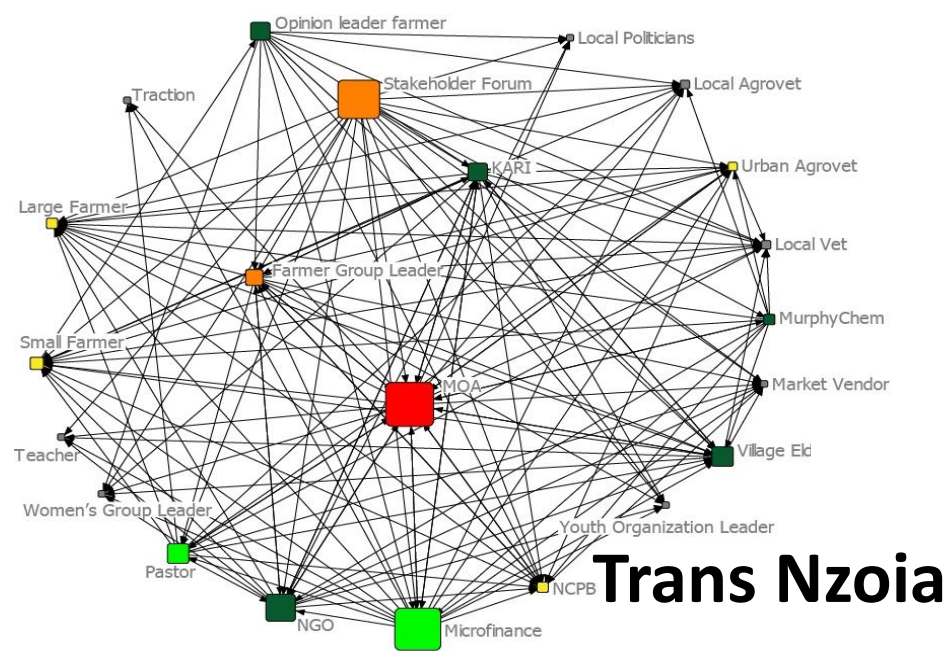 Opinion leader farmer
Local Politicians
Stakeholder Forum
Local Agrovet
Traction
KARI
Urban Agrovet
Large Farmer
Local Vet
Farmer Group Leader
MurphyChem
Small Farmer
MOA
Market Vendor
Teacher
Village Eld
Women's Group Leader
Youth Organization Leader
Pastor
NCPB
Trans Nzoia
NGO
Microfinance